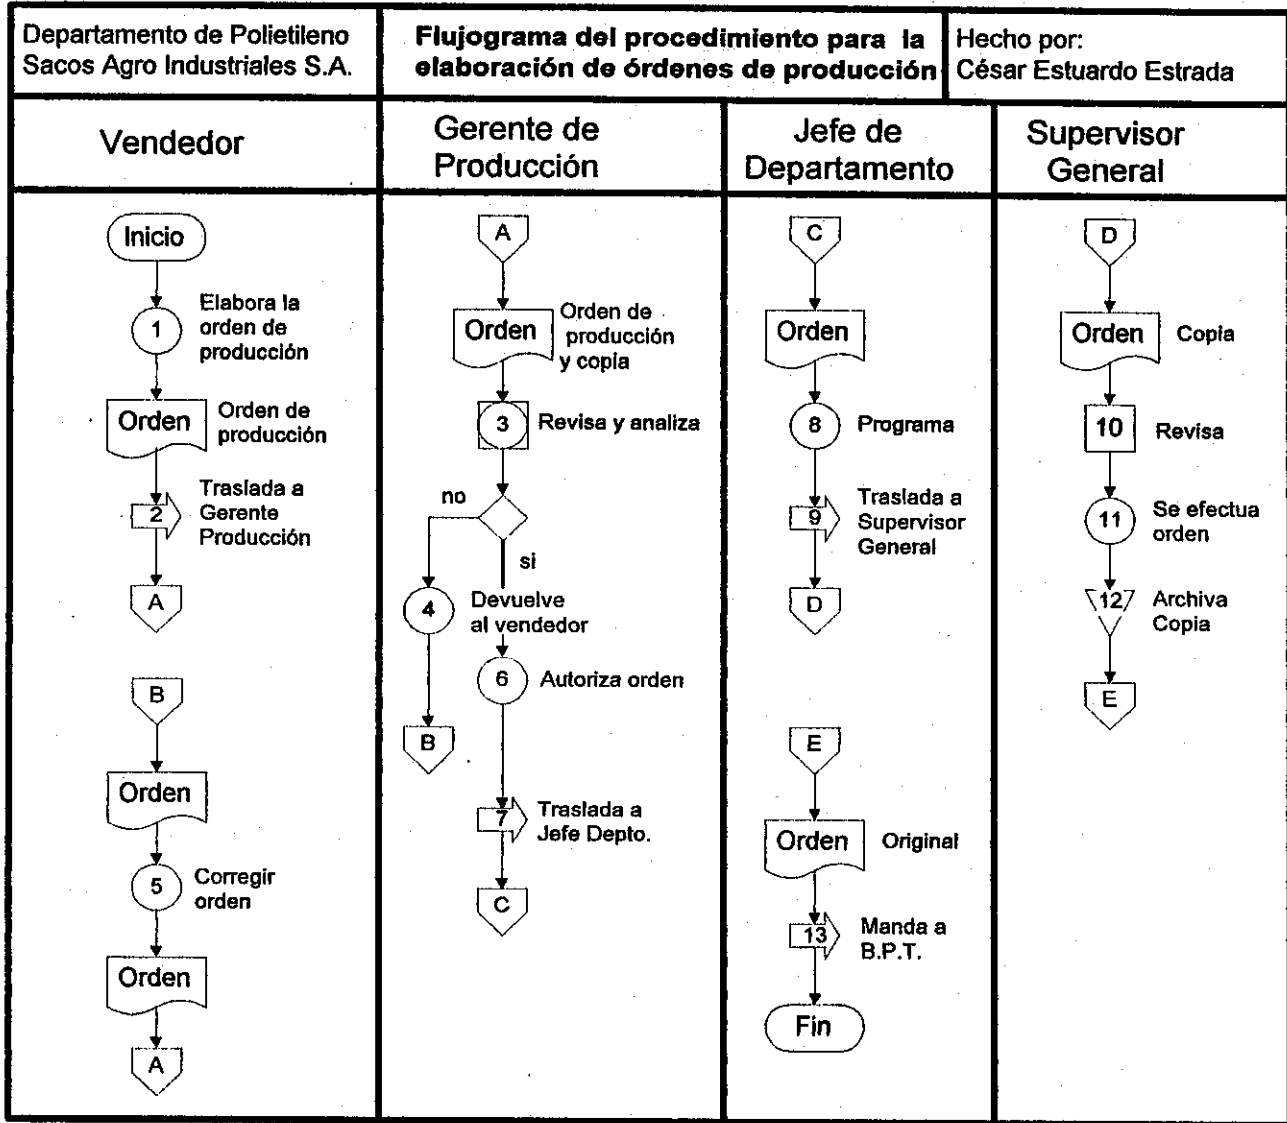 Departamento de Polietileno
Sacos Agro Industriales S.A.
Flujograma del procedimiento para la
elaboración de órdenes de producción
Hecho por:
César Estuardo Estrada
Vendedor
Gerente de
Producción
Jefe de
Departamento
Supervisor
General
Inicio
1
Elabora la
orden de
producción
Orden
Orden de
producción
2
Traslada a
Gerente
Producción
A
B
Orden
5
Corregir
orden
Orden
A
A
Orden
Orden de
producción
y copia
3
Revisa y analiza
no
si
4
Devuelve
al vendedor
6
Autoriza orden
B
7
Traslada a
Jefe Depto.
C
C
Orden
8
Programa
9
Traslada a
Supervisor
General
D
E
Orden
Original
13
Manda a
B.P.T.
Fin
D
Orden
Copia
10
Revisa
11
Se efectua
orden
12
Archiva
Copia
E